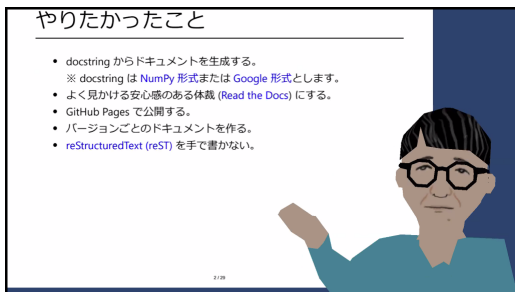 やりたかったこと
docstring からドキュメントを生成する。
※ docstring は NumPy 形式または Google 形式とします。
よく見かける安心感のある体裁 (Read the Docs) にする。
GitHub Pages で公開する。
バージョンごとのドキュメントを作る。
reStructuredText (reST) を手で書かない。
2 / 29